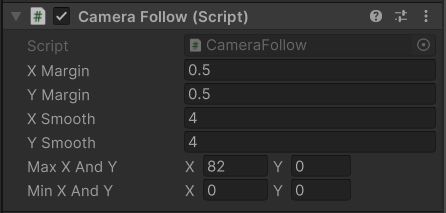 Camera Follow (Script)
Script CameraFollow
X Margin 0.5
Y Margin 0.5
X Smooth 4
Y Smooth 4
Max X And Y X 82 Y 0
Min X And Y X 0 Y 0